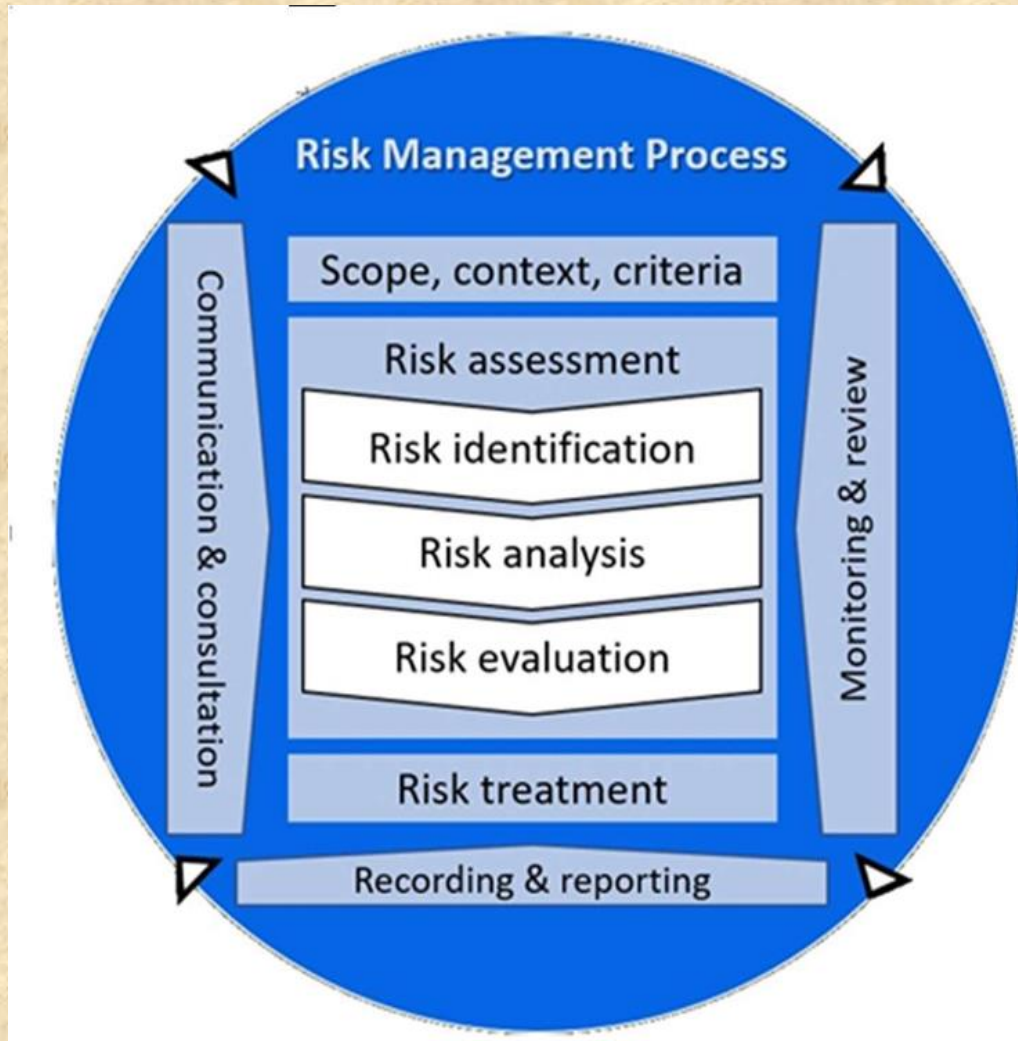 Risk Management Process
Scope, context, criteria
Risk assessment
Risk identification
Risk analysis
Risk evaluation
Risk treatment
Recording & reporting
Communication & consultation
Monitoring & review